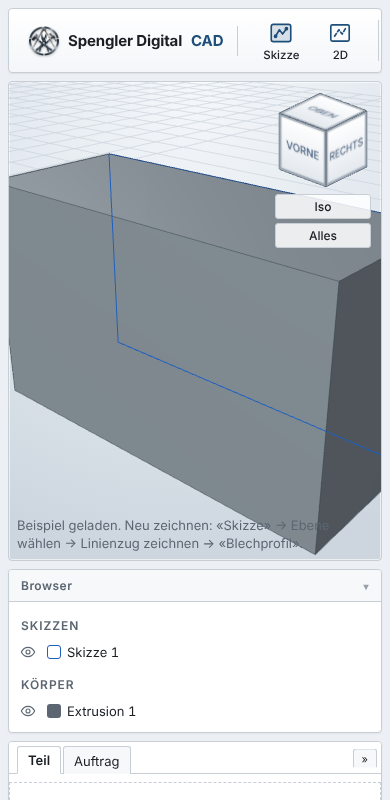 Spengler Digital CAD
Skizze
2D
OBEN
VORNE
RECHTS
Iso
Alles
Beispiel geladen. Neu zeichnen: «Skizze» → Ebene
wählen → Linienzug zeichnen → «Blechprofil»
Browser
SKIZZEN
Skizze 1
KÖRPER
Extrusion 1
Teil
Auftrag
»